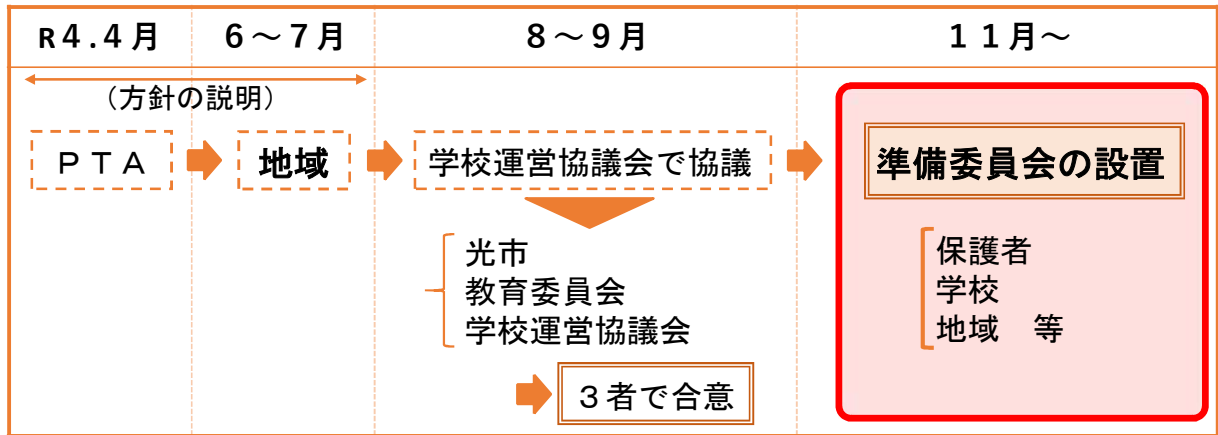 R4.4月
6～7月
8～9月
11月～
（方針の説明）
ＰＴＡ
地域
学校運営協議会で協議
準備委員会の設置
光市
教育委員会
学校運営協議会
３者で合意
保護者
学校
地域　等